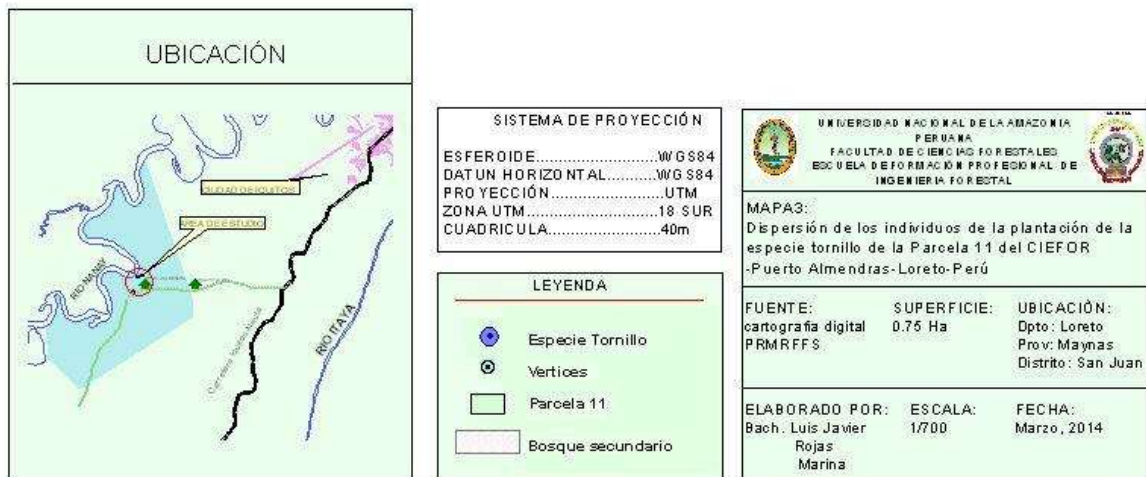 UBICACIÓN
CIUDAD DE IQUITOS
AREA DE ESTUDIO
RIO NANAY
RIO ITAYA
SISTEMA DE PROYECCIÓN
ESFEROIDE..................WGS84
DATUN HORIZONTAL.......WGS84
PROYECCIÓN.................UTM
ZONA UTM....................18 SUR
CUADRICULA..................40m
LEYENDA
Especie Tornillo
Vertices
Parcela 11
Bosque secundario
UNIVERSIDAD NACIONAL DE LA AMAZONIA
PERUANA
FACULTAD DE CIENCIAS FORESTALES
ESCUELA DE FORMACIÓN PROFESIONAL DE
INGENIERIA FORESTAL
MAPA3:
Dispersión de los individuos de la plantación de la
especie tornillo de la Parcela 11 del CIEFOR
-Puerto Almendras-Loreto-Perú
FUENTE:
cartografia digital
PRMRFFS
SUPERFICIE:
0.75 Ha
UBICACIÒN:
Dpto: Loreto
Prov: Maynas
Distrito: San Juan
ELABORADO POR:
Bach. Luis Javier
Rojas
Marina
ESCALA:
1/700
FECHA:
Marzo, 2014